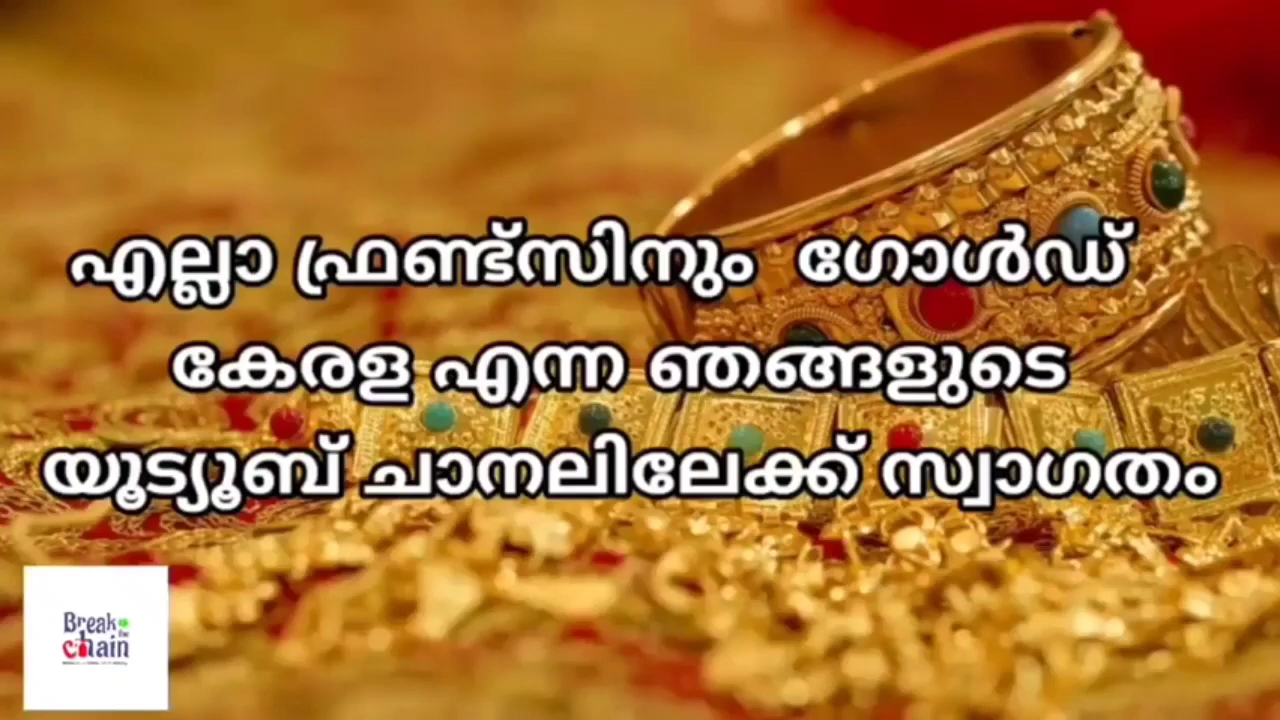 എല്ലാ ഫ്രണ്ട്സിനും ഗോൾഡ്
കേരള എന്ന ഞങ്ങളുടെ
യൂട്യൂബ് ചാനലിലേക്ക് സ്വാഗതം
Break the
chain